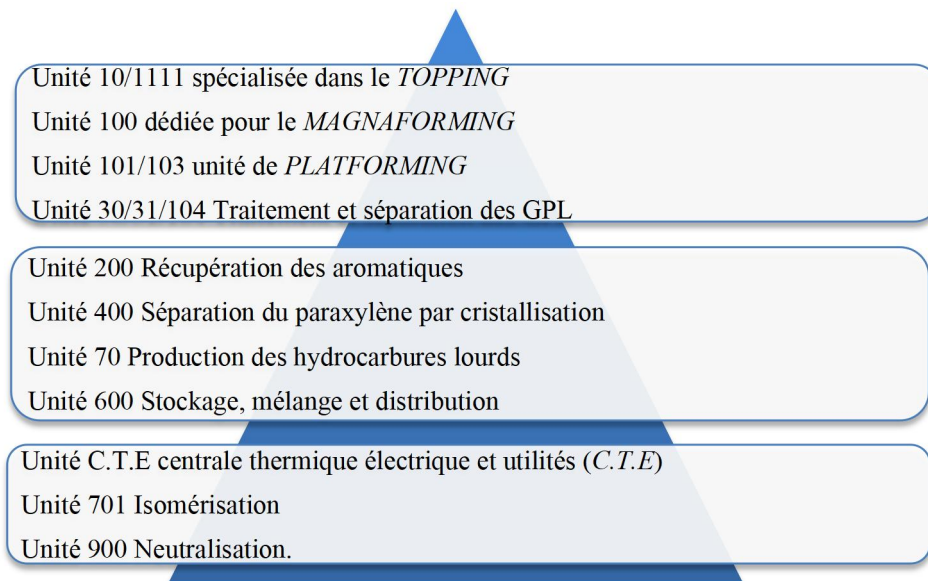 Unité 10/1111 spécialisée dans le TOPPING
Unité 100 dédiée pour le MAGNAFORMING
Unité 101/103 unité de PLATFORMING
Unité 30/31/104 Traitement et séparation des GPL
Unité 200 Récupération des aromatiques
Unité 400 Séparation du paraxylène par cristallisation
Unité 70 Production des hydrocarbures lourds
Unité 600 Stockage, mélange et distribution
Unité C.T.E centrale thermique électrique et utilités (C.T.E)
Unité 701 Isomérisation
Unité 900 Neutralisation.